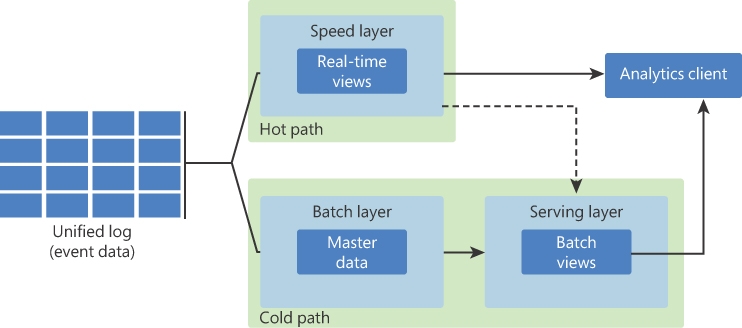 Speed layer
Real-time
views
Hot path
Analytics client
Unified log
(event data)
Batch layer
Master
data
Serving layer
Batch
views
Cold path